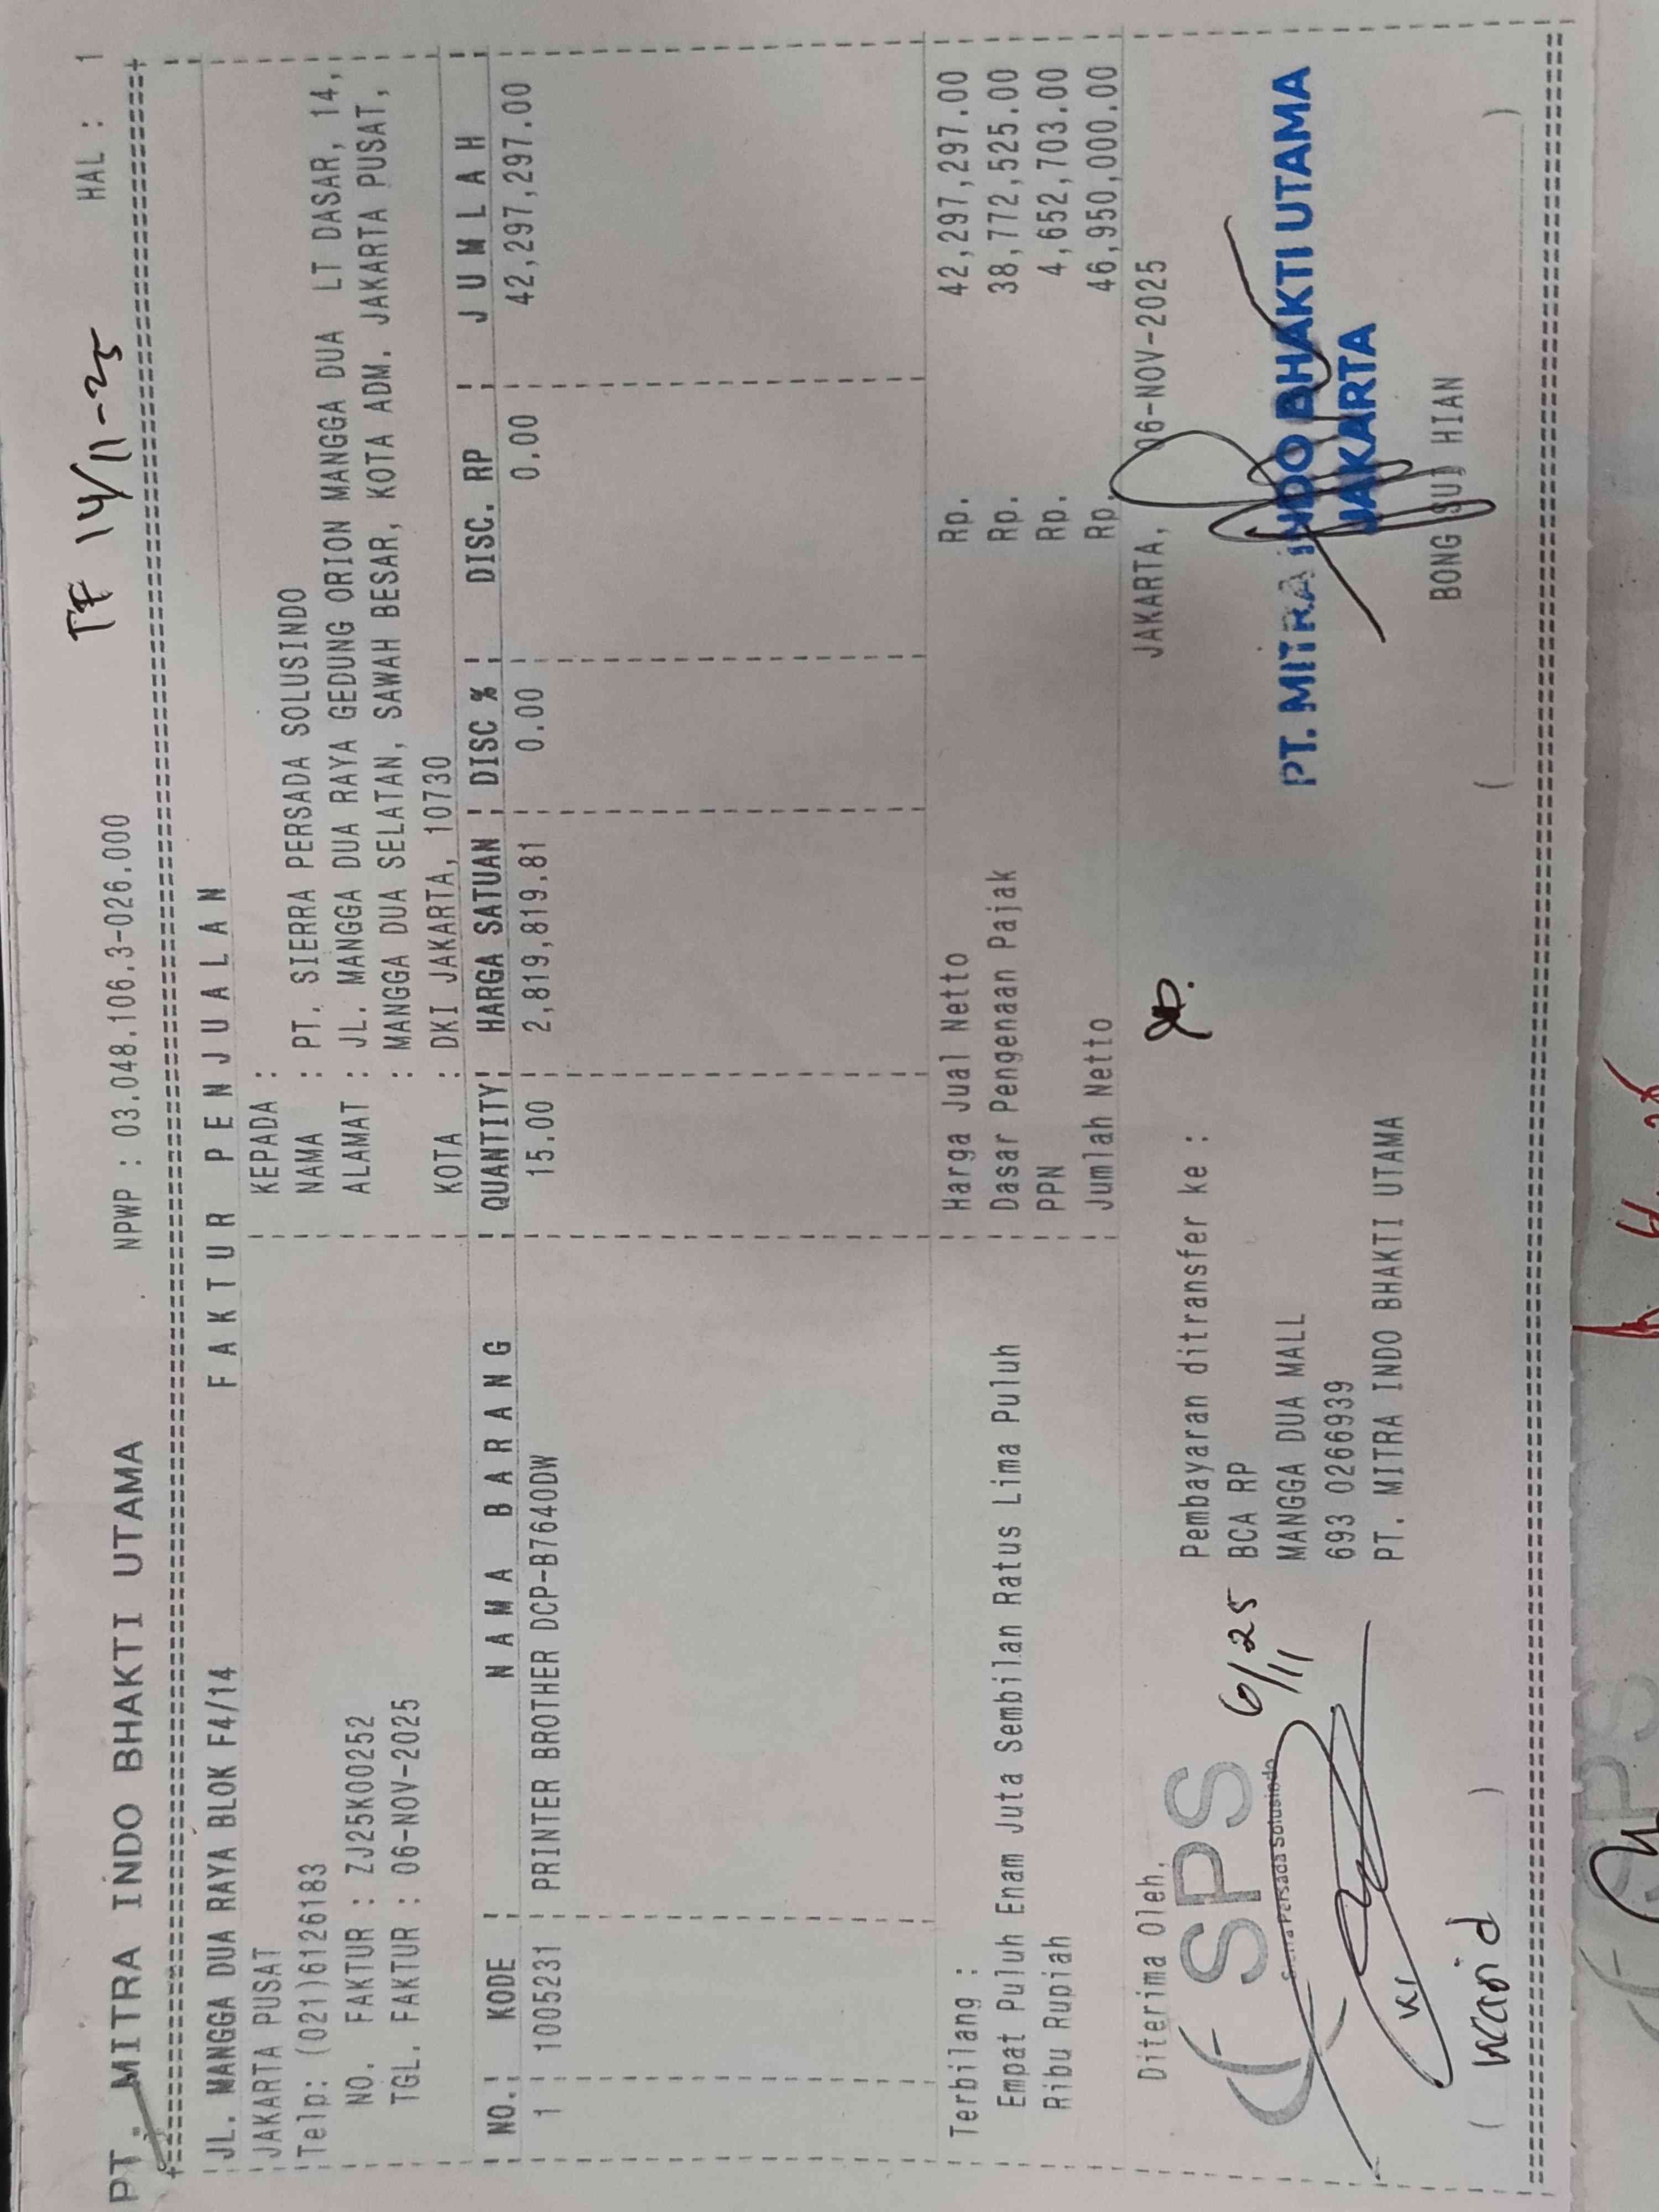 TF 14/11-25
PT. MITRA INDO BHAKTI UTAMA NPWP : 03.048.106.3-026.000 HAL : 1
JL. MANGGA DUA RAYA BLOK F4/14 F A K T U R P E N J U A L A N
JAKARTA PUSAT KEPADA :
Telp: (021)6126183 NAMA : PT. SIERRA PERSADA SOLUSINDO
NO. FAKTUR : ZJ25K00252 ALAMAT : JL. MANGGA DUA RAYA GEDUNG ORION MANGGA DUA LT DASAR, 14,
TGL. FAKTUR : 06-NOV-2025 : MANGGA DUA SELATAN, SAWAH BESAR, KOTA ADM. JAKARTA PUSAT,
KOTA : DKI JAKARTA, 10730
NO. KODE N A M A B A R A N G QUANTITY HARGA SATUAN DISC % DISC. RP J U M L A H
1 1005231 PRINTER BROTHER DCP-B7640DW 15.00 2,819,819.81 0.00 0.00 42,297,297.00
Terbilang : Harga Jual Netto Rp. 42,297,297.00
Empat Puluh Enam Juta Sembilan Ratus Lima Puluh Dasar Pengenaan Pajak Rp. 38,772,525.00
Ribu Rupiah PPN Rp. 4,652,703.00
Jumlah Netto Rp. 46,950,000.00
Diterima Oleh, JAKARTA, 06-NOV-2025
Pembayaran ditransfer ke :
SPS 6/11 25 BCA RP
Sierra Persada Solusindo MANGGA DUA MALL PT. MITRA INDO BHAKTI UTAMA
693 0266939 JAKARTA
PT. MITRA INDO BHAKTI UTAMA
BONG SUI HIAN
( ) ( )
SPS